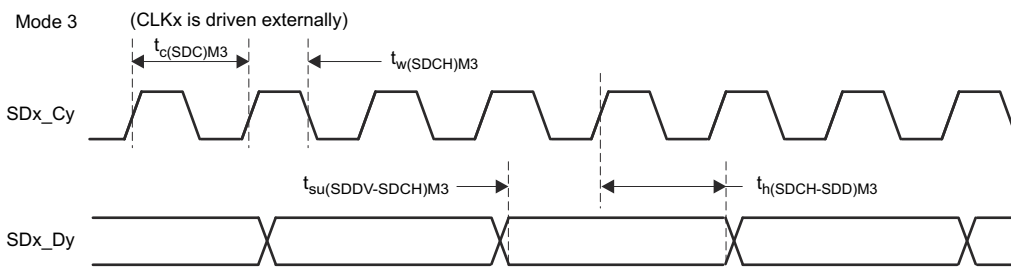 Mode 3 (CLKx is driven externally)
tc(SDC)M3
tw(SDCH)M3
SDx_Cy
tsu(SDDV-SDCH)M3
th(SDCH-SDD)M3
SDx_Dy